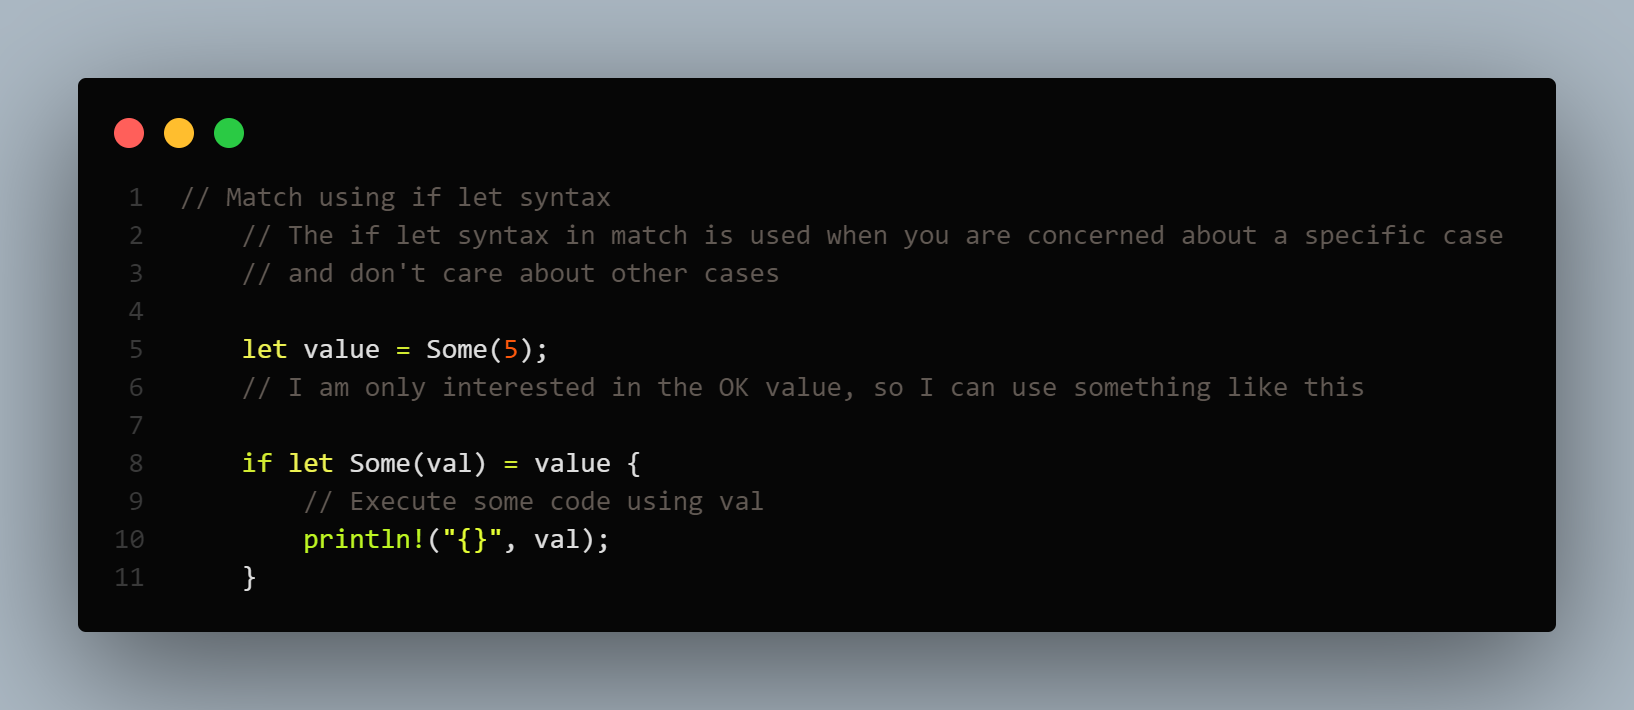 1 // Match using if let syntax
2     // The if let syntax in match is used when you are concerned about a specific case
3     // and don't care about other cases
4
5     let value = Some(5);
6     // I am only interested in the OK value, so I can use something like this
7
8     if let Some(val) = value {
9         // Execute some code using val
10         println!("{}", val);
11     }